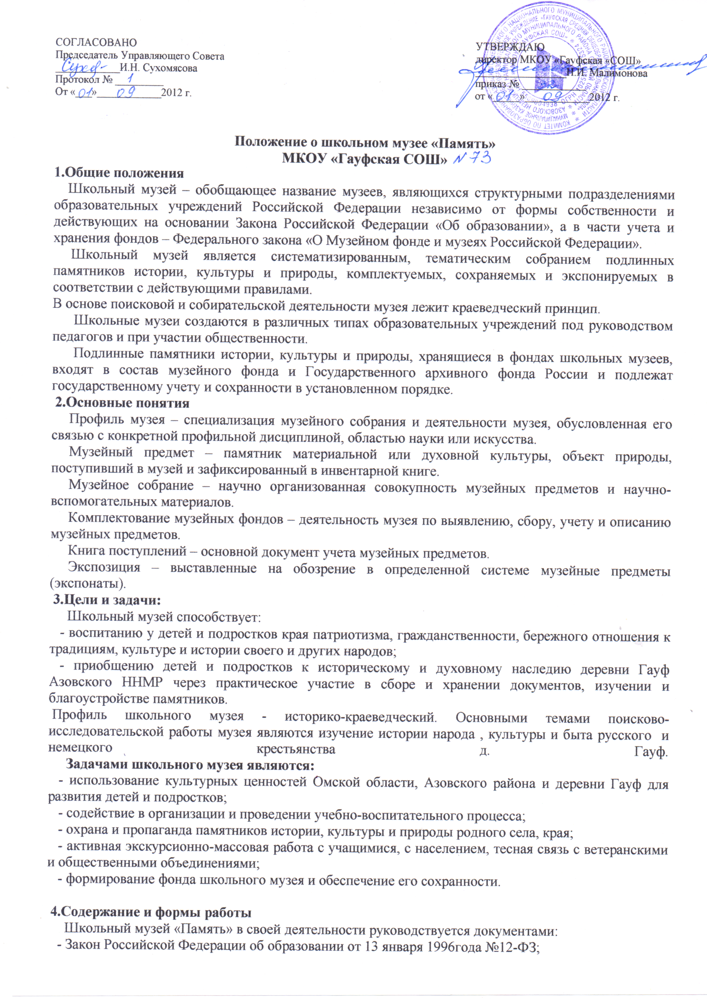 СОГЛАСОВАНО
Председатель Управляющего Совета
И.Н. Сухомясова
Протокол № 1
От «01» 09 2012 г.
УТВЕРЖДАЮ
директор МКОУ «Гауфская «СОШ»
Н.И. Малимонова
приказ №
от «01» 09 2012 г.
Положение о школьном музее «Память»
МКОУ «Гауфская СОШ» N 73
1.Общие положения
Школьный музей – обобщающее название музеев, являющихся структурными подразделениями
образовательных учреждений Российской Федерации независимо от формы собственности и
действующих на основании Закона Российской Федерации «Об образовании», а в части учета и
хранения фондов – Федерального закона «О Музейном фонде и музеях Российской Федерации».
Школьный музей является систематизированным, тематическим собранием подлинных
памятников истории, культуры и природы, комплектуемых, сохраняемых и экспонируемых в
соответствии с действующими правилами.
В основе поисковой и собирательской деятельности музея лежит краеведческий принцип.
Школьные музеи создаются в различных типах образовательных учреждений под руководством
педагогов и при участии общественности.
Подлинные памятники истории, культуры и природы, хранящиеся в фондах школьных музеев,
входят в состав музейного фонда и Государственного архивного фонда России и подлежат
государственному учету и сохранности в установленном порядке.
2.Основные понятия
Профиль музея – специализация музейного собрания и деятельности музея, обусловленная его
связью с конкретной профильной дисциплиной, областью науки или искусства.
Музейный предмет – памятник материальной или духовной культуры, объект природы,
поступивший в музей и зафиксированный в инвентарной книге.
Музейное собрание – научно организованная совокупность музейных предметов и научно-
вспомогательных материалов.
Комплектование музейных фондов – деятельность музея по выявлению, сбору, учету и описанию
музейных предметов.
Книга поступлений – основной документ учета музейных предметов.
Экспозиция – выставленные на обозрение в определенной системе музейные предметы
(экспонаты).
3.Цели и задачи:
Школьный музей способствует:
- воспитанию у детей и подростков края патриотизма, гражданственности, бережного отношения к
традициям, культуре и истории своего и других народов;
- приобщению детей и подростков к историческому и духовному наследию деревни Гауф
Азовского ННМР через практическое участие в сборе и хранении документов, изучении и
благоустройстве памятников.
Профиль школьного музея - историко-краеведческий. Основными темами поисково-
исследовательской работы музея являются изучение истории народа , культуры и быта русского и
немецкого крестьянства д. Гауф.
Задачами школьного музея являются:
- использование культурных ценностей Омской области, Азовского района и деревни Гауф для
развития детей и подростков;
- содействие в организации и проведении учебно-воспитательного процесса;
- охрана и пропаганда памятников истории, культуры и природы родного села, края;
- активная экскурсионно-массовая работа с учащимися, с населением, тесная связь с ветеранскими
и общественными объединениями;
- формирование фонда школьного музея и обеспечение его сохранности.
4.Содержание и формы работы
Школьный музей «Память» в своей деятельности руководствуется документами:
- Закон Российской Федерации об образовании от 13 января 1996года №12-ФЗ;